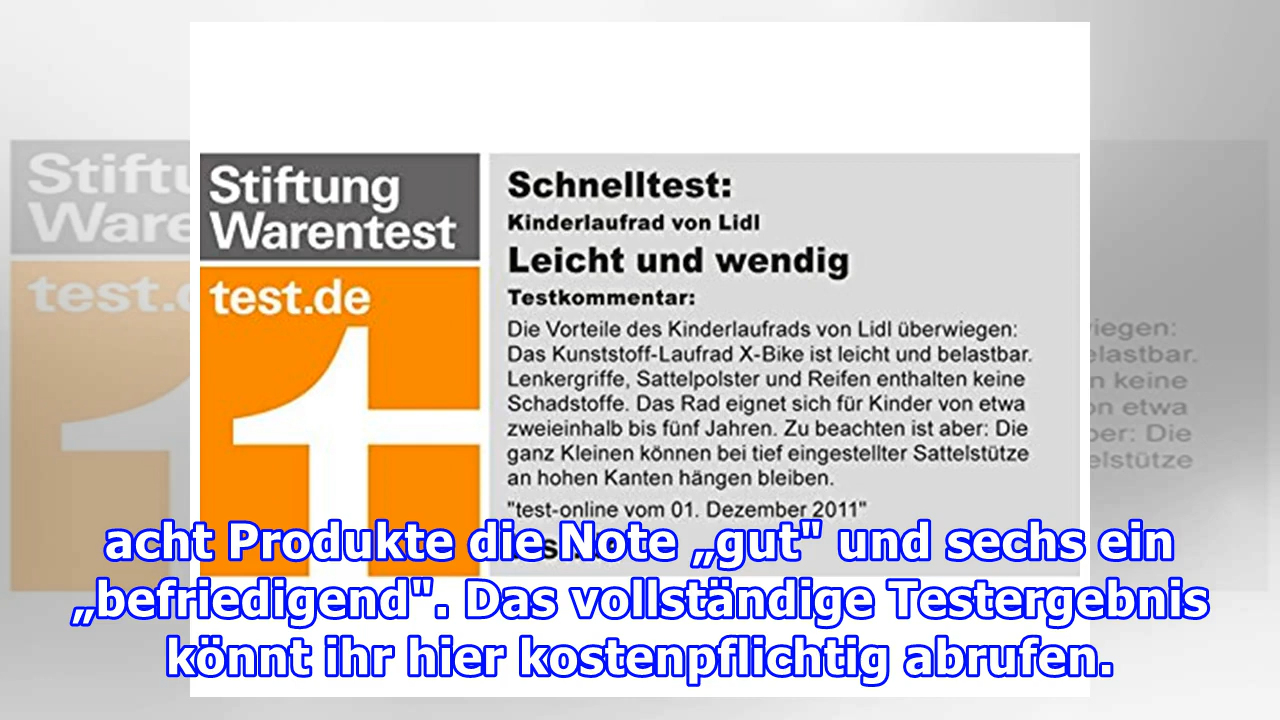 Stiftung
Warentest
test.de
Schnelltest:
Kinderlaufrad von Lidl
Leicht und wendig
Testkommentar:
Die Vorteile des Kinderlaufrads von Lidl überwiegen:
Das Kunststoff-Laufrad X-Bike ist leicht und belastbar.
Lenkergriffe, Sattelpolster und Reifen enthalten keine
Schadstoffe. Das Rad eignet sich für Kinder von etwa
zweieinhalb bis fünf Jahren. Zu beachten ist aber: Die
ganz Kleinen können bei tief eingestellter Sattelstütze
an hohen Kanten hängen bleiben.
"test-online vom 01. Dezember 2011"
acht Produkte die Note „gut" und sechs ein
„befriedigend". Das vollständige Testergebnis
könnt ihr hier kostenpflichtig abrufen.